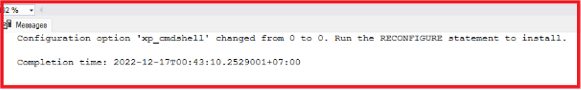 Messages
Configuration option 'xp_cmdshell' changed from 0 to 0. Run the RECONFIGURE statement to install.
Completion time: 2022-12-17T00:43:10.2529001+07:00